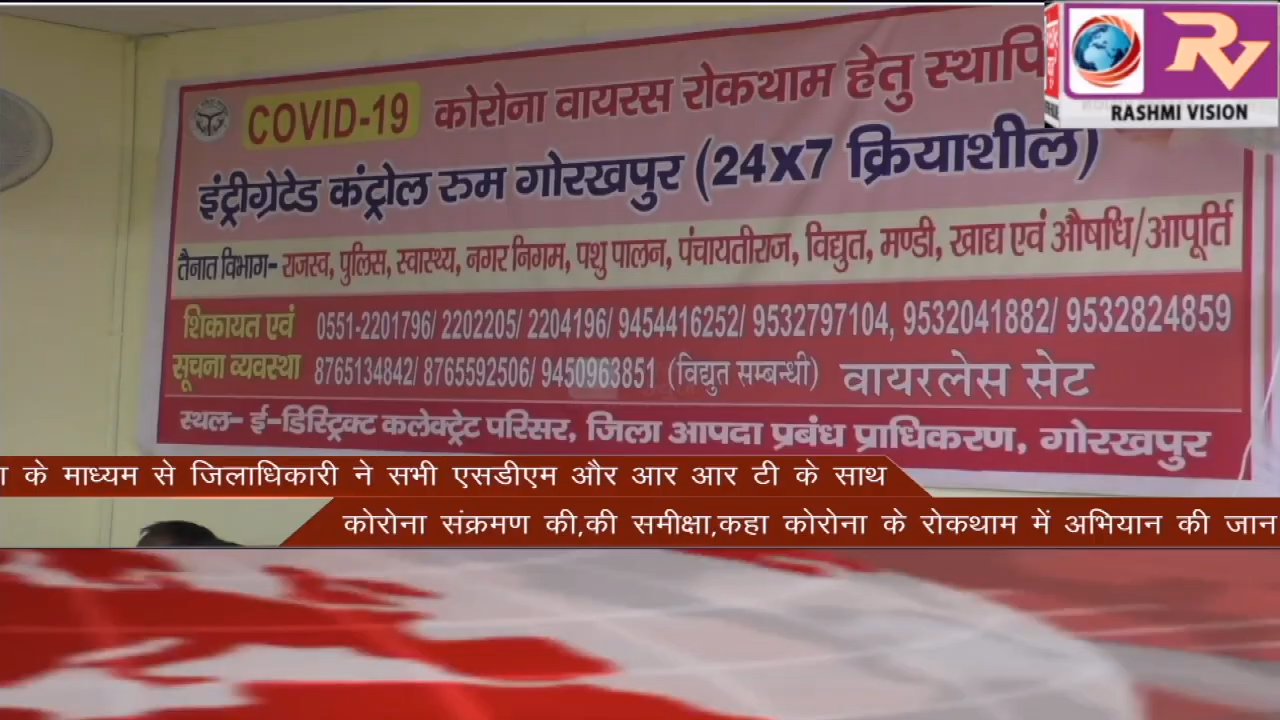 COVID-19 कोरोना वायरस रोकथाम हेतु स्थापि
RV
RASHMI VISION
इंट्रीग्रेटेड कंट्रोल रुम गोरखपुर (24x7 क्रियाशील)
तैनात विभाग- राजस्व, पुलिस, स्वास्थ्य, नगर निगम, पशु पालन, पंचायतीराज, विद्युत, मण्डी, खाद्य एवं औषधि/आपूर्ति
शिकायत एवं 0551-2201796/ 2202205/ 2204196/ 9454416252/ 9532797104, 9532041882/ 9532824859
सूचना व्यवस्था 8765134842/ 8765592506/ 9450963851 (विद्युत सम्बन्धी) वायरलेस सेट
स्थल- ई-डिस्ट्रिक्ट कलेक्ट्रेट परिसर, जिला आपदा प्रबंध प्राधिकरण, गोरखपुर
के माध्यम से जिलाधिकारी ने सभी एसडीएम और आर आर टी के साथ
कोरोना संक्रमण की,की समीक्षा,कहा कोरोना के रोकथाम में अभियान की जान